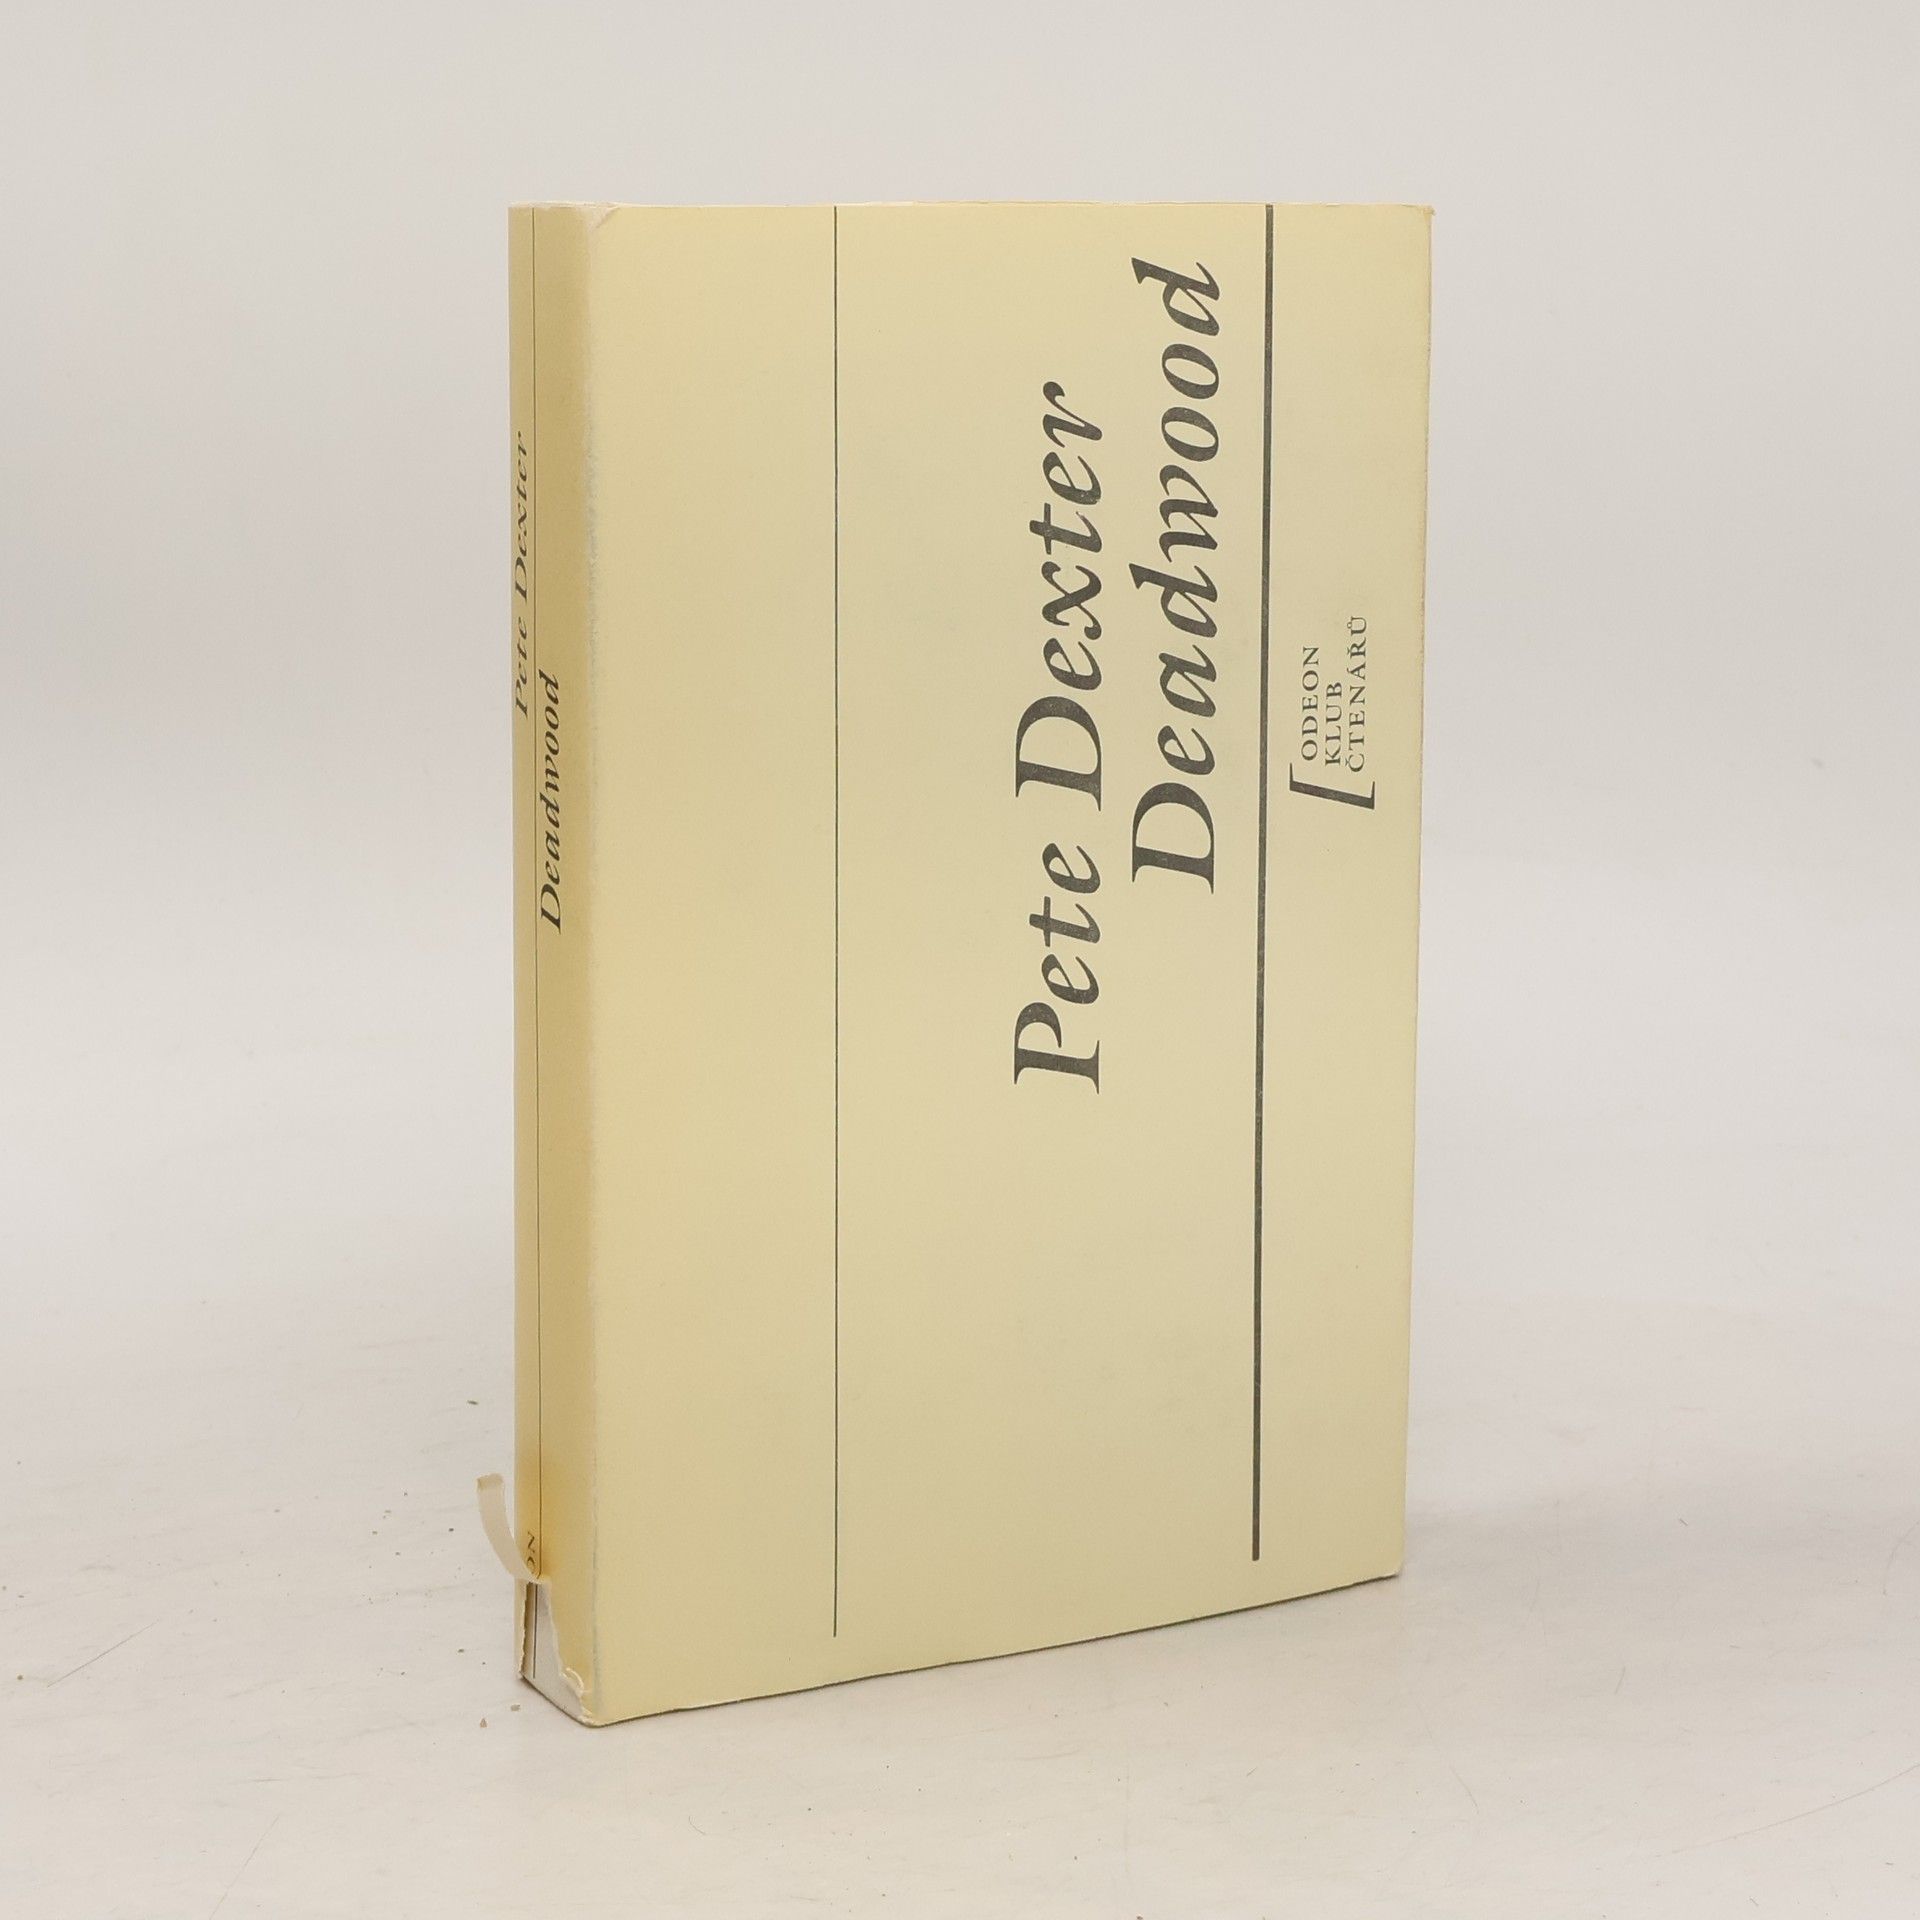 Pete Dexter
Deadwood
Pete Dexter
Deadwood
ODEON
KLUB
ČTENÁŘŮ